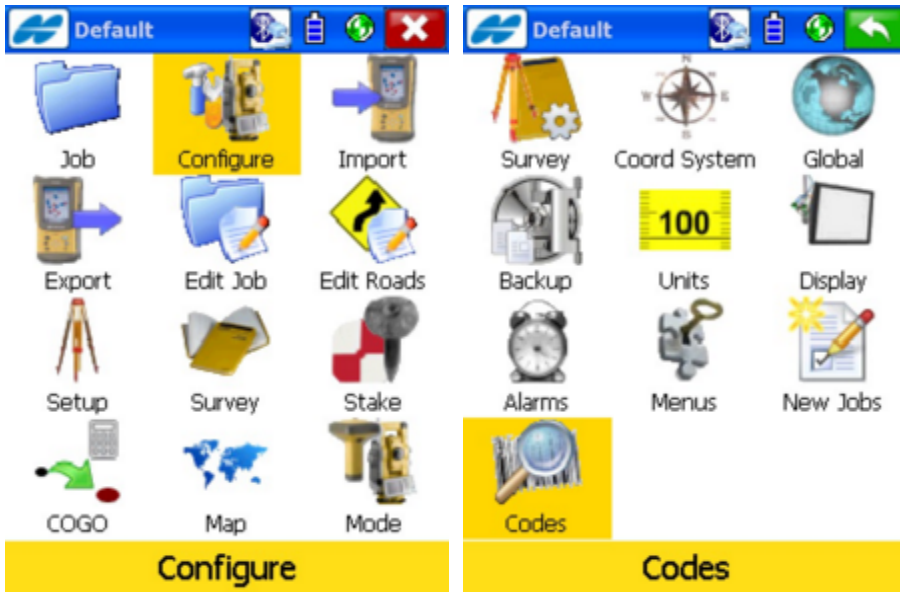 Default
Job Configure Import
Export Edit Job Edit Roads
Setup Survey Stake
COGO Map Mode
Configure
Default
Survey Coord System Global
Backup 100 Units Display
Alarms Menus New Jobs
Codes
Codes